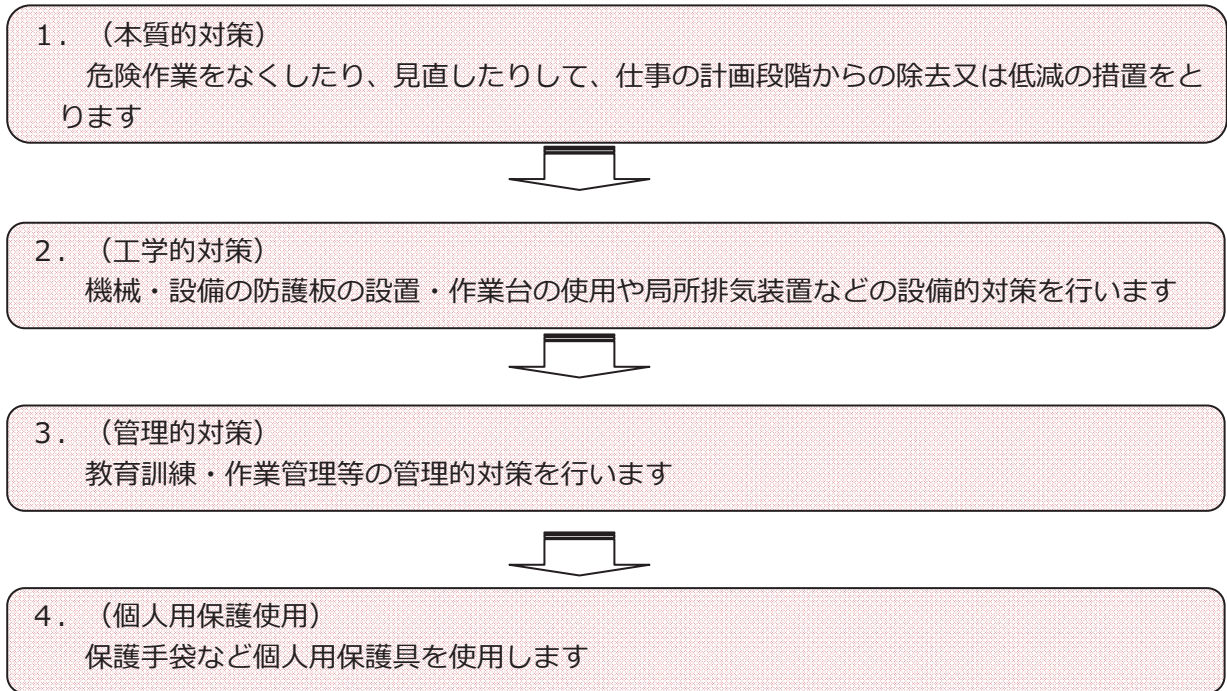 １．（本質的対策）
危険作業をなくしたり、見直したりして、仕事の計画段階からの除去又は低減の措置をと
ります
２．（工学的対策）
機械・設備の防護板の設置・作業台の使用や局所排気装置などの設備的対策を行います
３．（管理的対策）
教育訓練・作業管理等の管理的対策を行います
４．（個人用保護使用）
保護手袋など個人用保護具を使用します